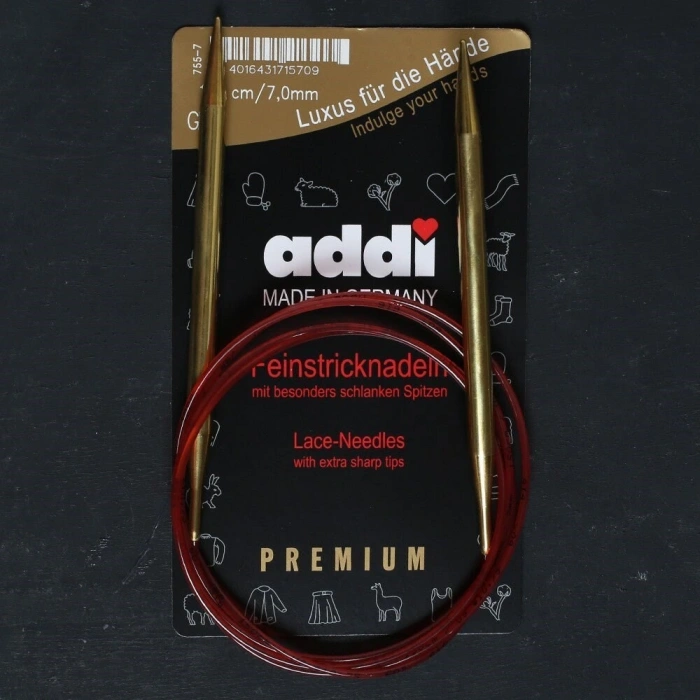 755-7
4016431715709
cm/7,0mm
Luxus für die Hände
Indulge your hands
addi
MADE IN GERMANY
Feinstricknadeln
mit besonders schlanken Spitzen
Lace-Needles
with extra sharp tips
PREMIUM